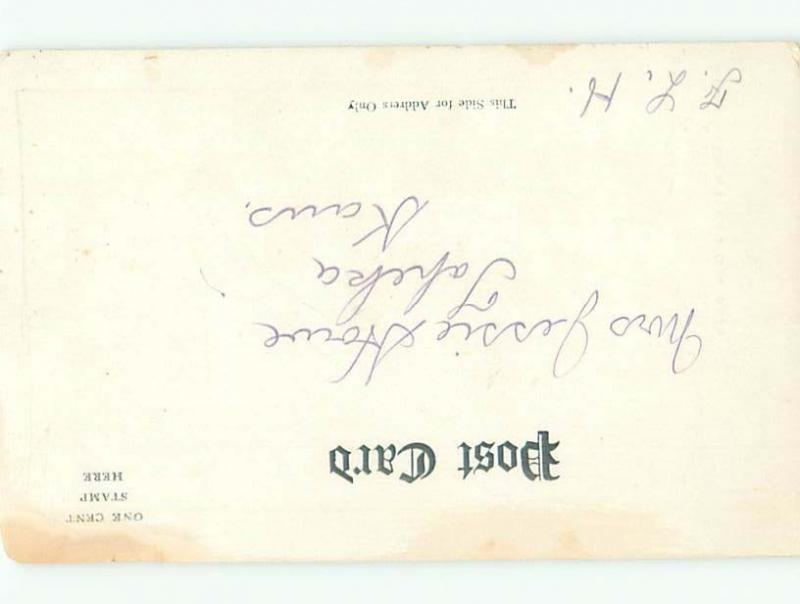 ONE CENT
STAMP
HERE
Post Card
Mrs Jessie Howe
Topeka
Kans.
This Side for Address Only
F. L. H.